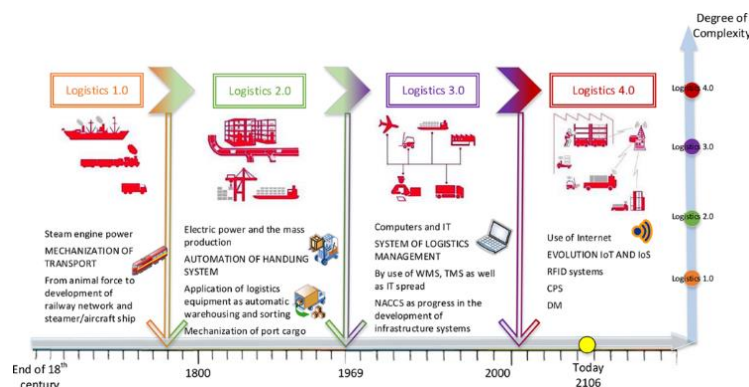 Degree of
Complexity
Logistics 1.0
Logistics 2.0
Logistics 3.0
Logistics 4.0
Logistics 4.0
Logistics 3.0
Logistics 2.0
Logistics 1.0
Steam engine power
MECHANIZATION OF
TRANSPORT
From animal force to
development of
railway network and
steamer/aircraft ship
Electric power and the mass
production
AUTOMATION OF HANDLING
SYSTEM
Application of logistics
equipment as automatic
warehousing and sorting
Mechanization of port cargo
Computers and IT
SYSTEM OF LOGISTICS
MANAGEMENT
By use of WMS, TMS as well
as IT spread
NACCS as progress in the
development of
infrastructure systems
Use of Internet
EVOLUTION IoT AND IoS
RFID systems
CPS
DM
End of 18th
century
1800
1969
2000
Today
2106